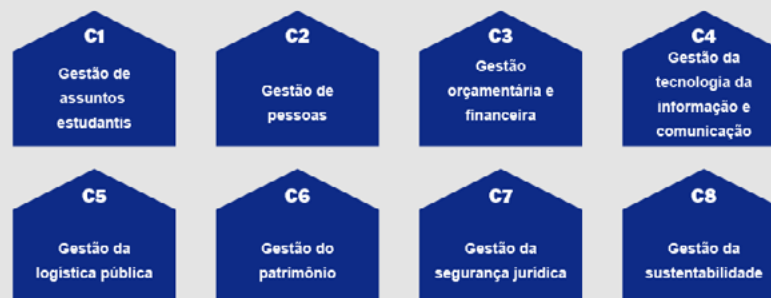 C1
Gestão de
assuntos
estudantis
C2
Gestão de
pessoas
C3
Gestão
orçamentária e
financeira
C4
Gestão da
tecnologia da
informação e
comunicação
C5
Gestão da
logística pública
C6
Gestão do
patrimônio
C7
Gestão da
segurança jurídica
C8
Gestão da
sustentabilidade